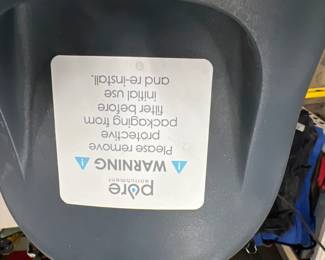 pure
enrichment
WARNING
Please remove
protective
packaging from
filter before
initial use
and re-install.